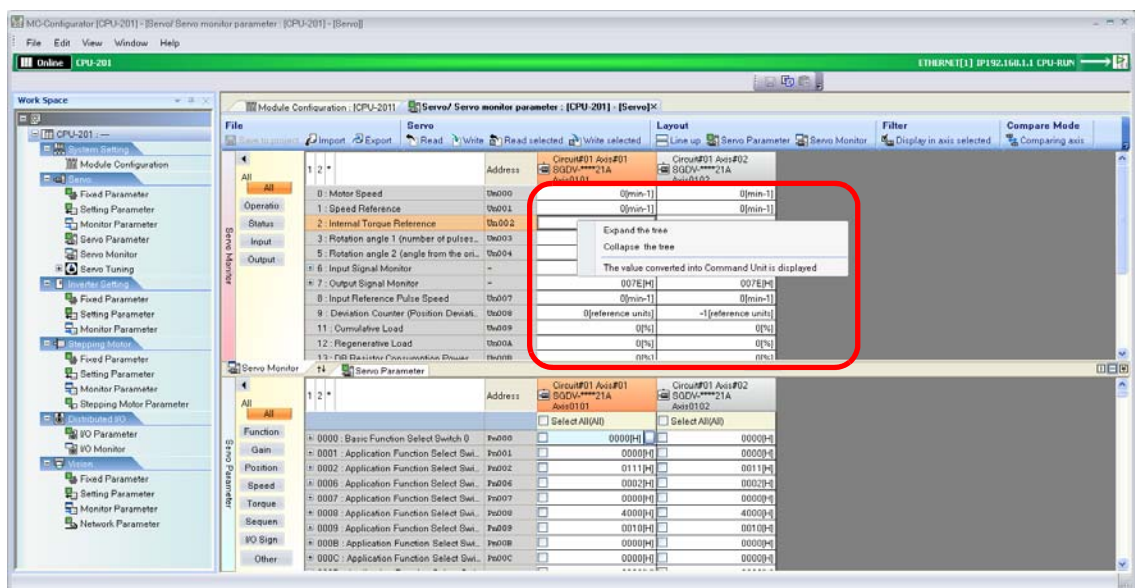 MC-Configurator [CPU-201] - [Servo/ Servo monitor parameter : [CPU-201] - [Servo]]
File Edit View Window Help
Online CPU-201 ETHERNET[1] IP192.168.1.1 CPU-RUN
Work Space
CPU-201 : ---
System Setting
Module Configuration
Servo
Fixed Parameter
Setting Parameter
Monitor Parameter
Servo Parameter
Servo Monitor
Servo Tuning
Inverter Setting
Fixed Parameter
Setting Parameter
Monitor Parameter
Stepping Motor
Fixed Parameter
Setting Parameter
Monitor Parameter
Stepping Motor Parameter
Distributed I/O
I/O Parameter
I/O Monitor
Vision
Fixed Parameter
Setting Parameter
Monitor Parameter
Network Parameter
Module Configuration : [CPU-201] Servo/ Servo monitor parameter : [CPU-201] - [Servo]
File Servo Layout Filter Compare Mode
Save to project Import Export Read Write Read selected Write selected Line up Servo Parameter Servo Monitor Display in axis selected Comparing axis
Servo Monitor
All
All
Operatio
Status
Input
Output
1 2 * Address Circuit#01 Axis#01 Circuit#01 Axis#02
SGDV-****21A SGDV-****21A
Axis0101 Axis0102
0 : Motor Speed Un000 0[min-1] 0[min-1]
1 : Speed Reference Un001 0[min-1] 0[min-1]
2 : Internal Torque Reference Un002
3 : Rotation angle 1 (number of pulses... Un003
5 : Rotation angle 2 (angle from the ori... Un004
6 : Input Signal Monitor -
7 : Output Signal Monitor - 007E[H] 007E[H]
8 : Input Reference Pulse Speed Un007 0[min-1] 0[min-1]
9 : Deviation Counter (Position Deviati... Un008 0[reference units] -1[reference units]
11 : Cumulative Load Un009 0[%] 0[%]
12 : Regenerative Load Un00A 0[%] 0[%]
13 : DB Resistor Consumption Power Un00B 0[%] 0[%]
Expand the tree
Collapse the tree
The value converted into Command Unit is displayed
Servo Monitor Servo Parameter
Servo Parameter
All
All
Function
Gain
Position
Speed
Torque
Sequen
I/O Sign
Other
1 2 * Address Circuit#01 Axis#01 Circuit#01 Axis#02
SGDV-****21A SGDV-****21A
Axis0101 Axis0102
Select All(All) Select All(All)
0000 : Basic Function Select Switch 0 Pn000 0000[H] 0000[H]
0001 : Application Function Select Swi... Pn001 0000[H] 0000[H]
0002 : Application Function Select Swi... Pn002 0111[H] 0011[H]
0006 : Application Function Select Swi... Pn006 0002[H] 0002[H]
0007 : Application Function Select Swi... Pn007 0000[H] 0000[H]
0008 : Application Function Select Swi... Pn008 4000[H] 4000[H]
0009 : Application Function Select Swi... Pn009 0010[H] 0010[H]
000B : Application Function Select Swi... Pn00B 0000[H] 0000[H]
000C : Application Function Select Swi... Pn00C 0000[H] 0000[H]